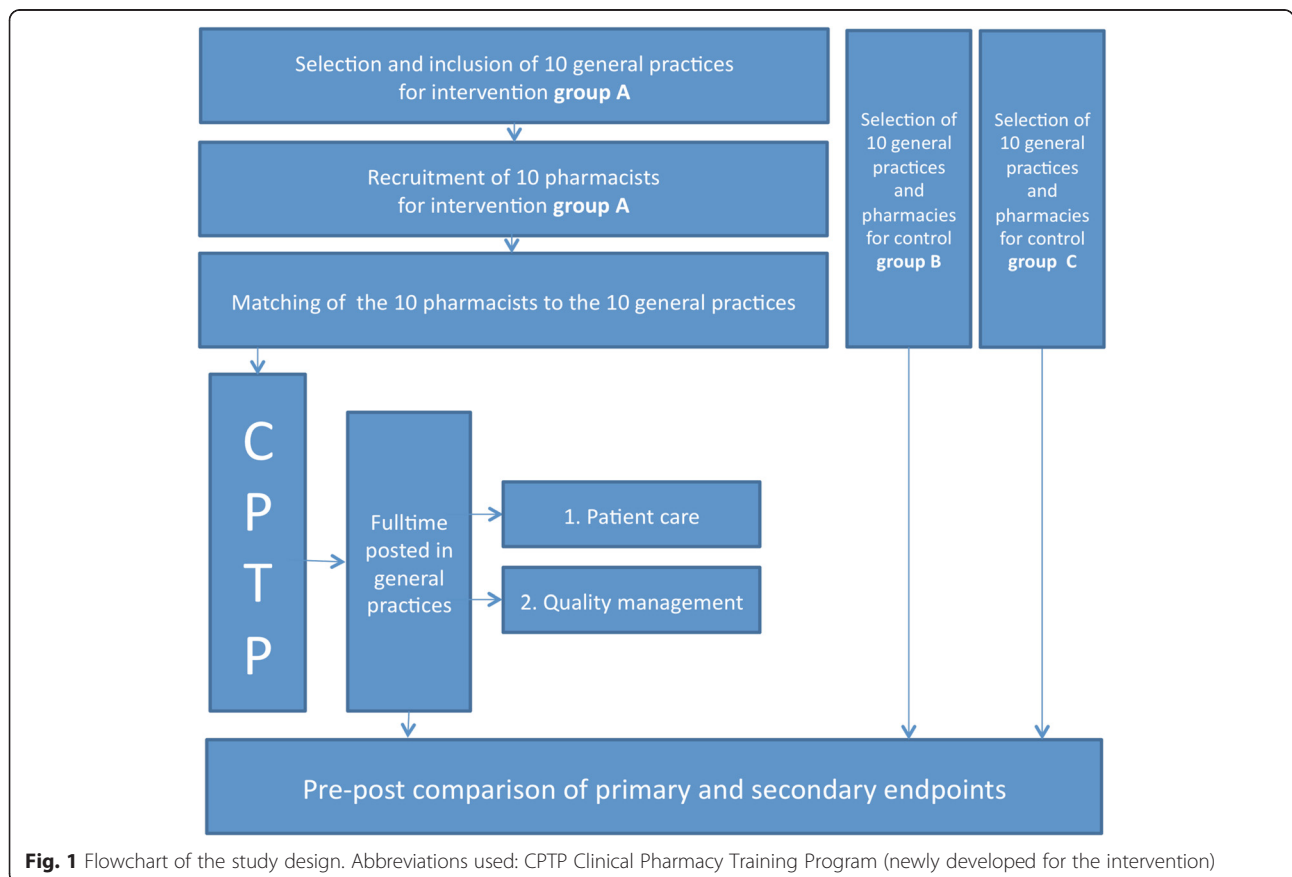 Selection and inclusion of 10 general practices
for intervention group A
Recruitment of 10 pharmacists
for intervention group A
Matching of the 10 pharmacists to the 10 general practices
Selection of
10 general
practices
and
pharmacies
for control
group B
Selection of
10 general
practices
and
pharmacies
for control
group C
C
P
T
P
Fulltime
posted in
general
practices
1. Patient care
2. Quality management
Pre-post comparison of primary and secondary endpoints
Fig. 1 Flowchart of the study design. Abbreviations used: CPTP Clinical Pharmacy Training Program (newly developed for the intervention)